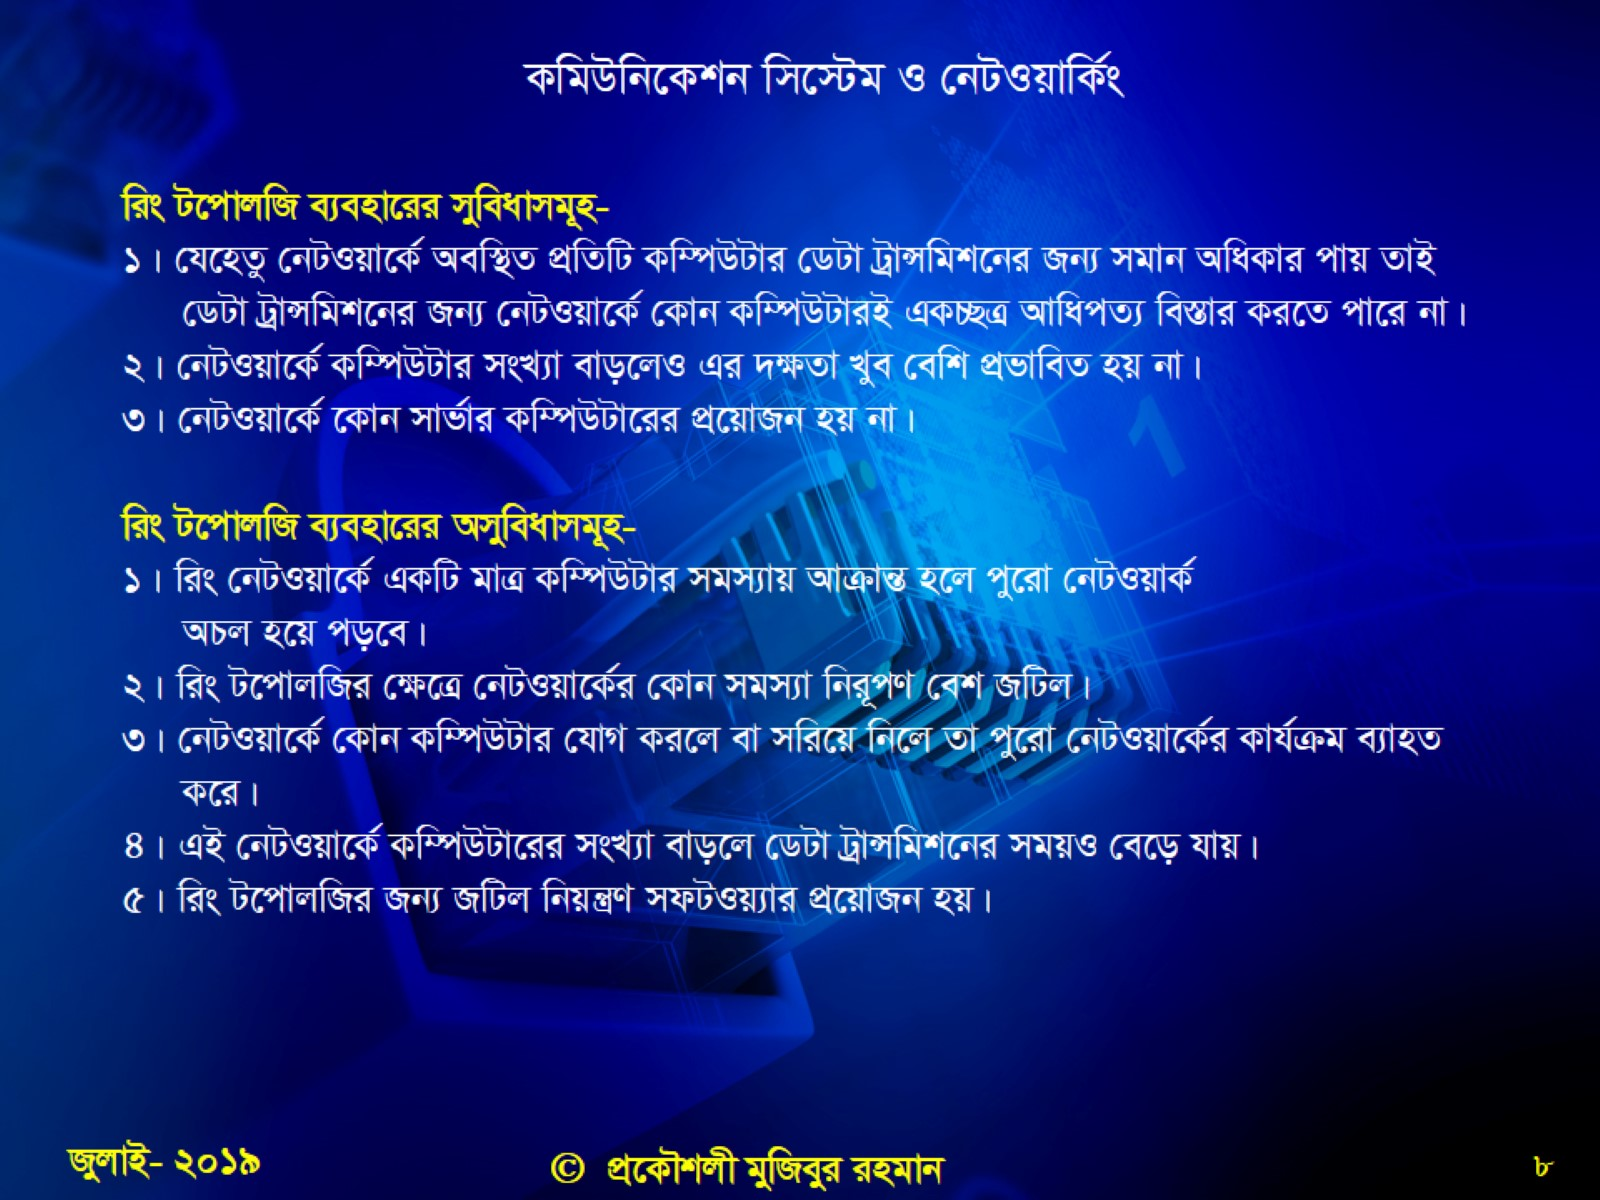 কমিউনিকেশন সিস্টেম ও নেটওয়ার্কিং
রিং টপোলজি ব্যবহারের সুবিধাসমূহ-
১। যেহেতু নেটওয়ার্কে অবস্থিত প্রতিটি কম্পিউটার ডেটা ট্রান্সমিশনের জন্য সমান অধিকার পায় তাই
ডেটা ট্রান্সমিশনের জন্য নেটওয়ার্কে কোন কম্পিউটারই একচ্ছত্র আধিপত্য বিস্তার করতে পারে না।
২। নেটওয়ার্কে কম্পিউটার সংখ্যা বাড়লেও এর দক্ষতা খুব বেশি প্রভাবিত হয় না।
৩। নেটওয়ার্কে কোন সার্ভার কম্পিউটারের প্রয়োজন হয় না।
রিং টপোলজি ব্যবহারের অসুবিধাসমূহ-
১। রিং নেটওয়ার্কে একটি মাত্র কম্পিউটার সমস্যায় আক্রান্ত হলে পুরো নেটওয়ার্ক
অচল হয়ে পড়বে।
২। রিং টপোলজির ক্ষেত্রে নেটওয়ার্কের কোন সমস্যা নিরূপণ বেশ জটিল।
৩। নেটওয়ার্কে কোন কম্পিউটার যোগ করলে বা সরিয়ে নিলে তা পুরো নেটওয়ার্কের কার্যক্রম ব্যাহত
করে।
৪। এই নেটওয়ার্কে কম্পিউটারের সংখ্যা বাড়লে ডেটা ট্রান্সমিশনের সময়ও বেড়ে যায়।
৫। রিং টপোলজির জন্য জটিল নিয়ন্ত্রণ সফটওয়্যার প্রয়োজন হয়।
1
জুলাই- ২০১৯
© প্রকৌশলী মুজিবুর রহমান
৮